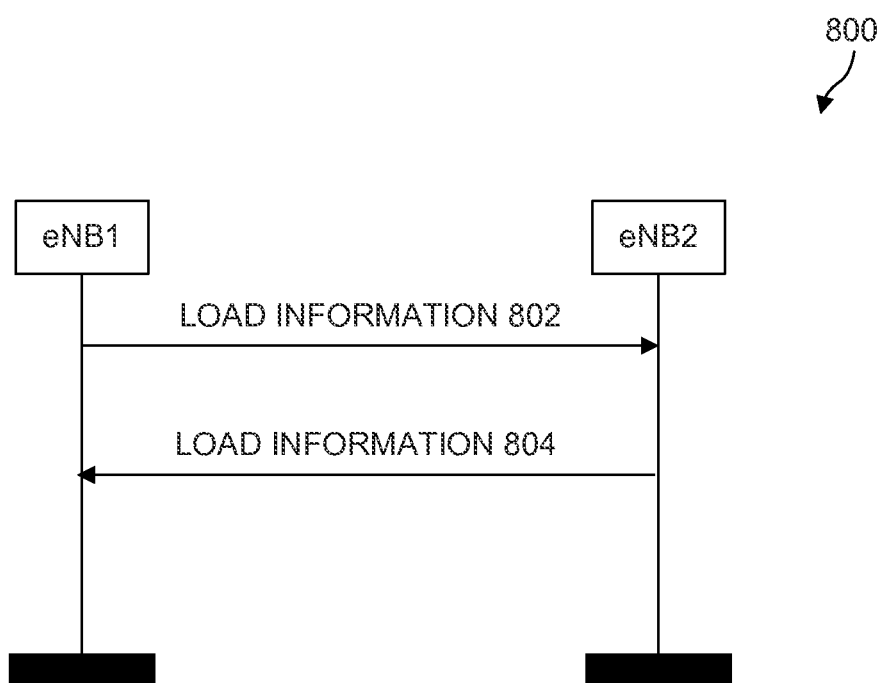 800
eNB1
eNB2
LOAD INFORMATION 802
LOAD INFORMATION 804